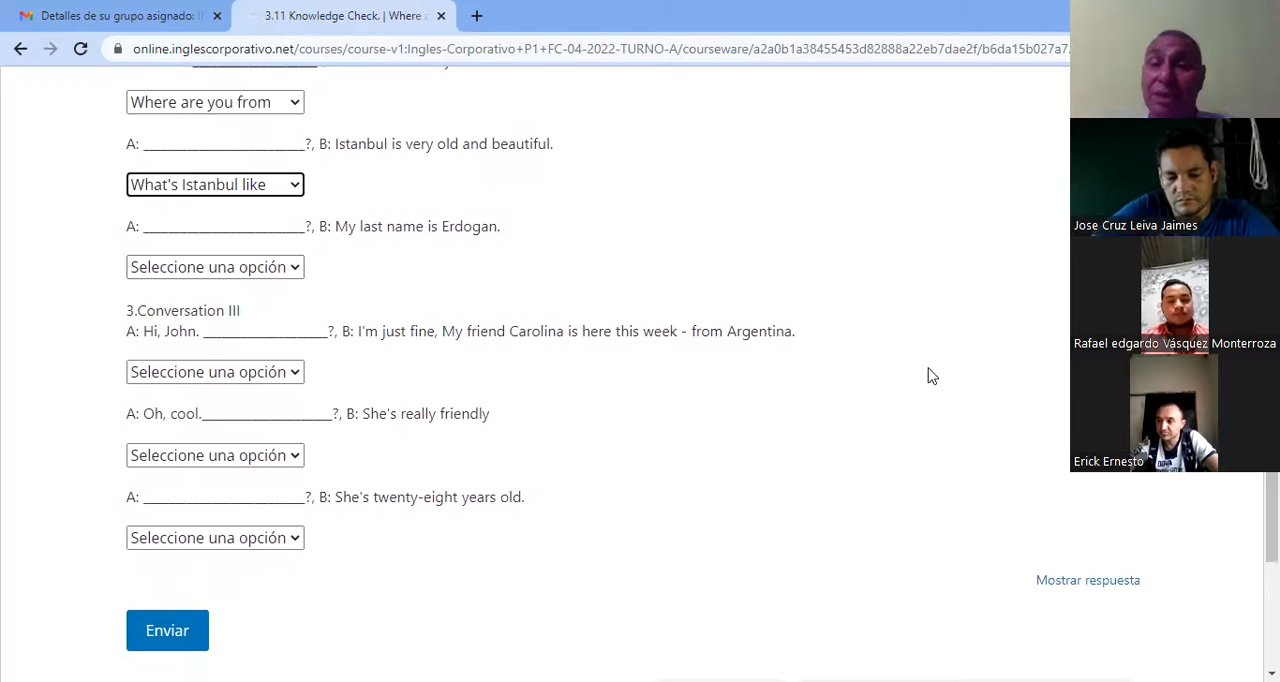 Detalles de su grupo asignado: I
3.11 Knowledge Check. | Where a
online.inglescorporativo.net/courses/course-v1:Ingles-Corporativo+P1+FC-04-2022-TURNO-A/courseware/a2a0b1a38455453d82888a22eb7dae2f/b6da15b027a7
Where are you from
A: ________________________?, B: Istanbul is very old and beautiful.
What's Istanbul like
A: ________________________?, B: My last name is Erdogan.
Seleccione una opción
3.Conversation III
A: Hi, John. __________________?, B: I'm just fine, My friend Carolina is here this week - from Argentina.
Seleccione una opción
A: Oh, cool.___________________?, B: She's really friendly
Seleccione una opción
A: ________________________?, B: She's twenty-eight years old.
Seleccione una opción
Mostrar respuesta
Enviar
Jose Cruz Leiva Jaimes
Rafael edgardo Vásquez Monterroza
Erick Ernesto